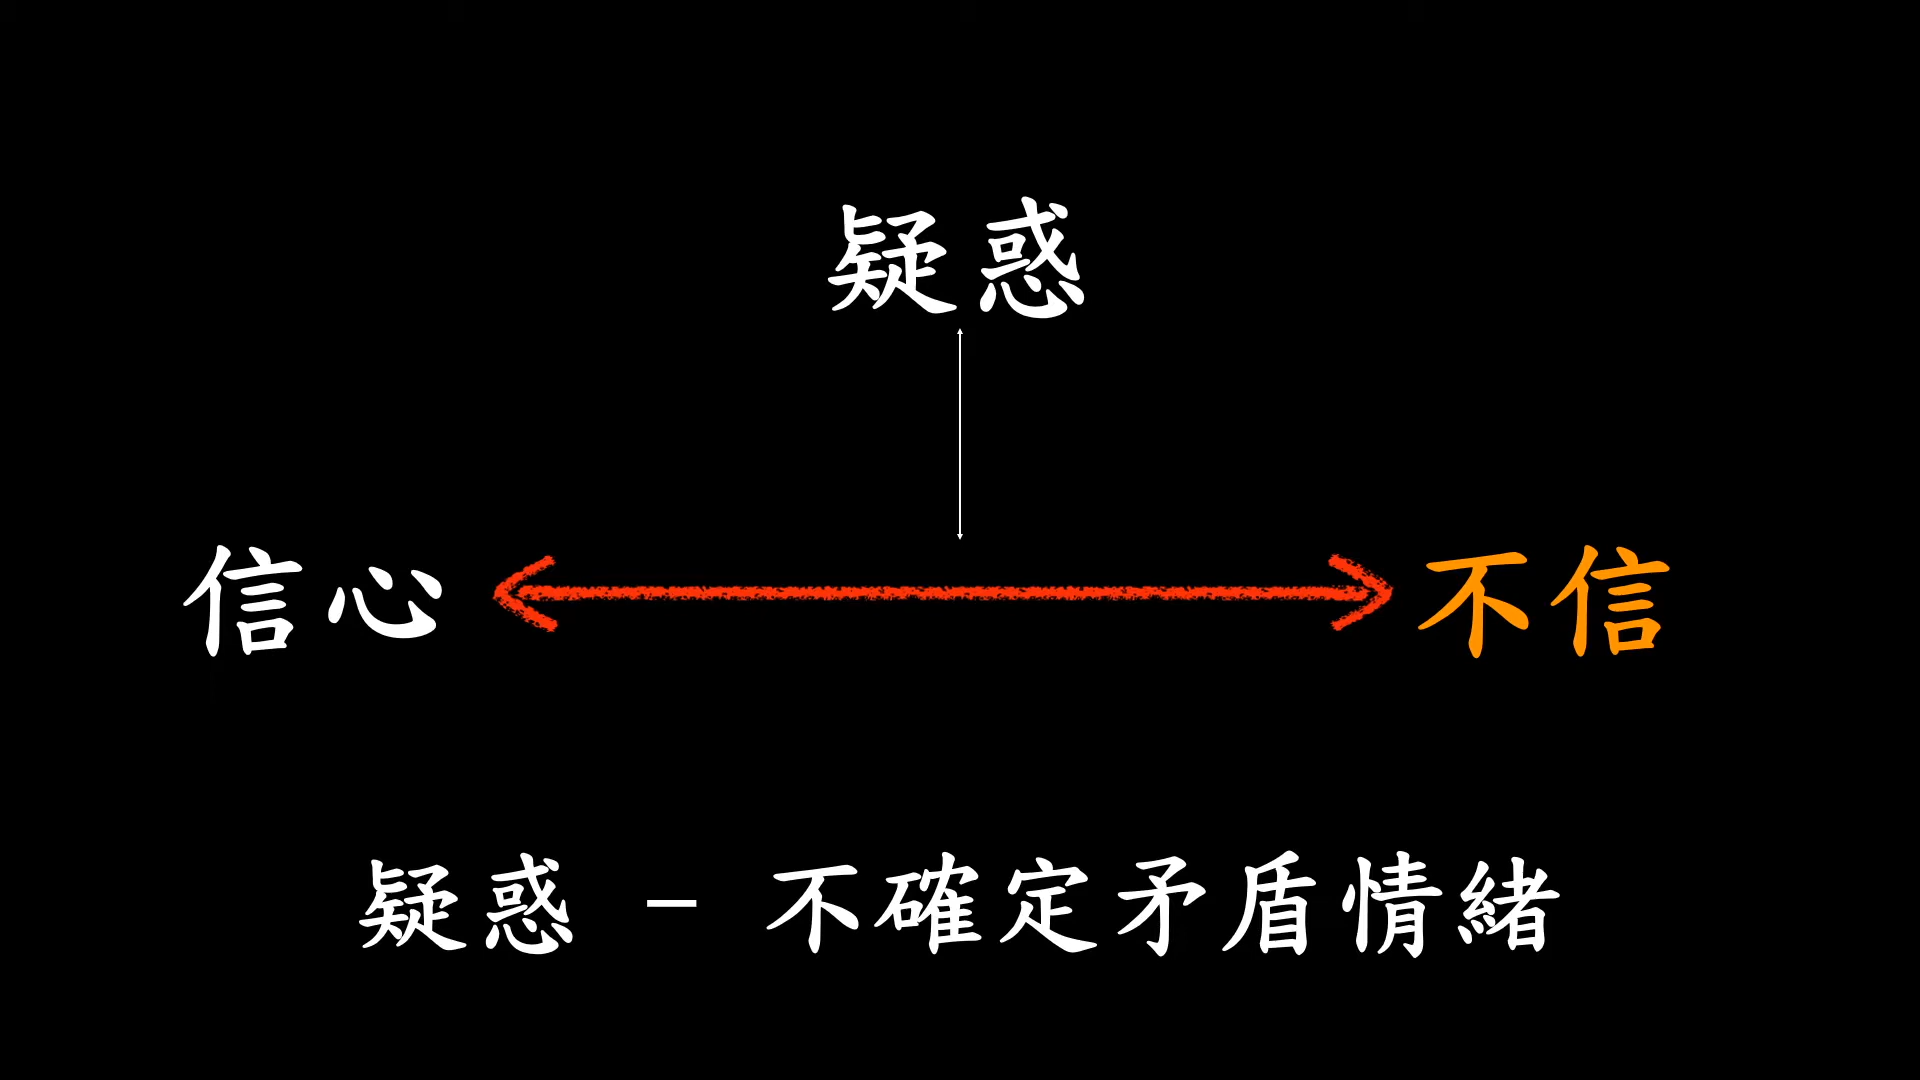 疑惑
信心 不信
疑惑 - 不確定矛盾情緒